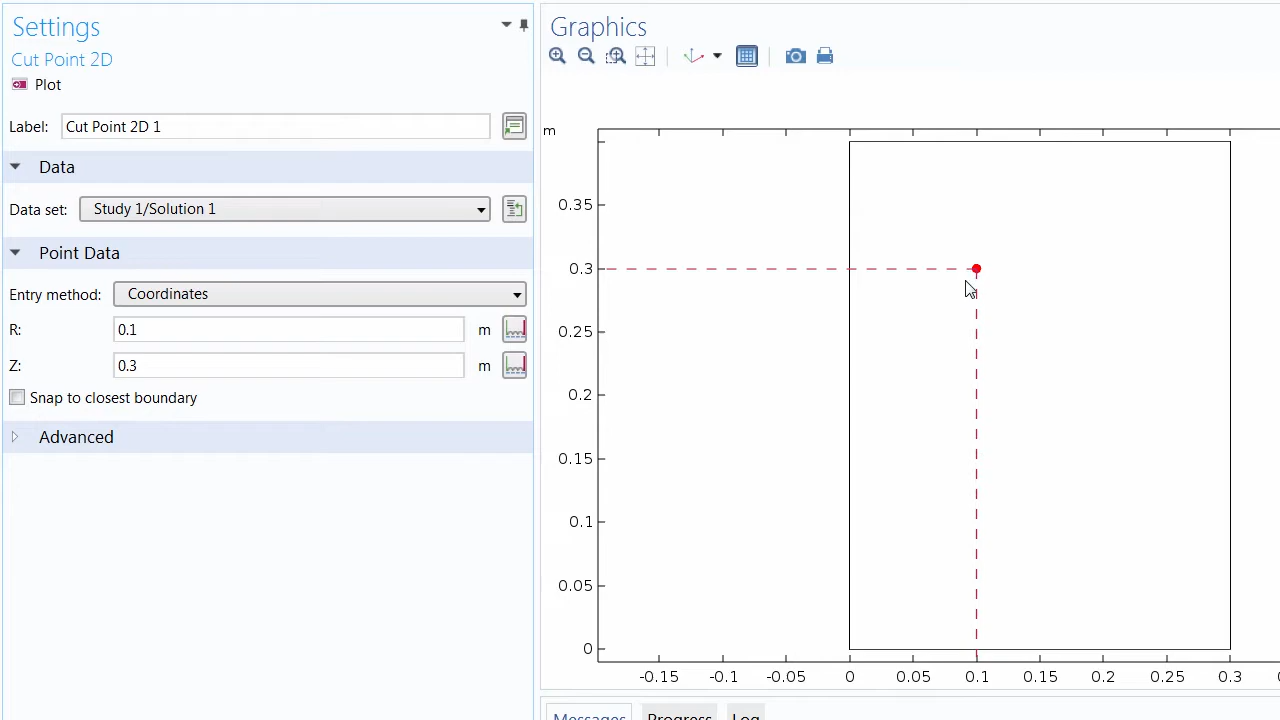 Settings
Cut Point 2D
Plot
Label: Cut Point 2D 1
Data
Data set: Study 1/Solution 1
Point Data
Entry method: Coordinates
R: 0.1 m
Z: 0.3 m
Snap to closest boundary
Advanced
Graphics
m
0.35
0.3
0.25
0.2
0.15
0.1
0.05
0
-0.15 -0.1 -0.05 0 0.05 0.1 0.15 0.2 0.25 0.3
Messages Progress Log